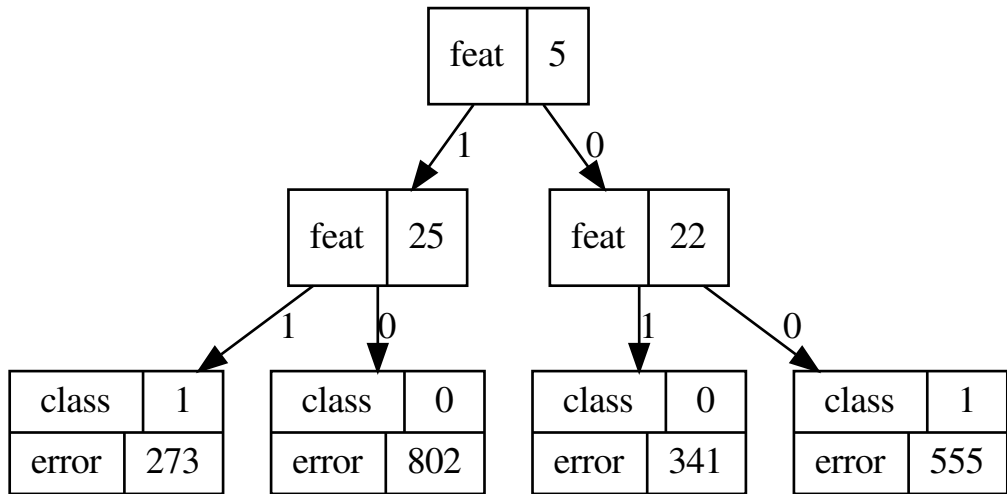 feat 5
1 0
feat 25 feat 22
1 0 1 0
class 1 class 0 class 0 class 1
error 273 error 802 error 341 error 555